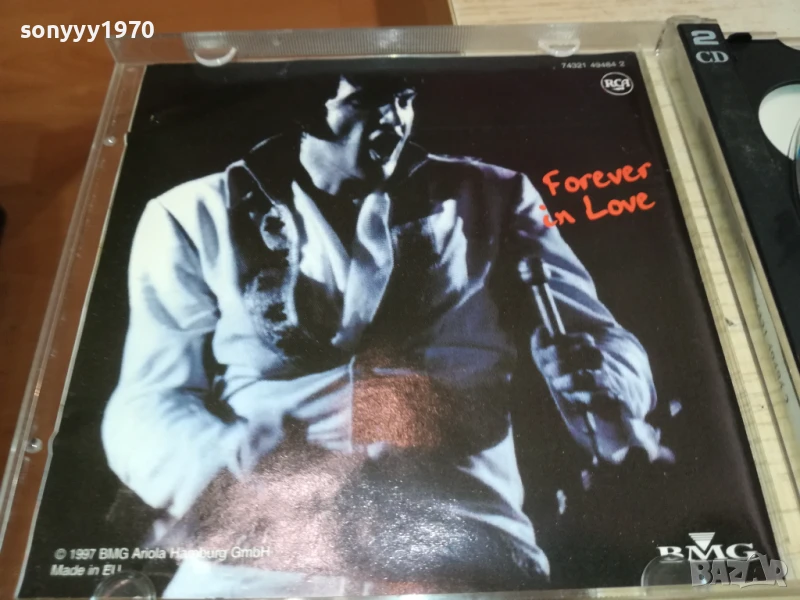 sonyyy1970
74321 49484 2
RCA
2
CD
Forever
in Love
© 1997 BMG Ariola Hamburg GmbH
Made in EU
BMG
BAZAR